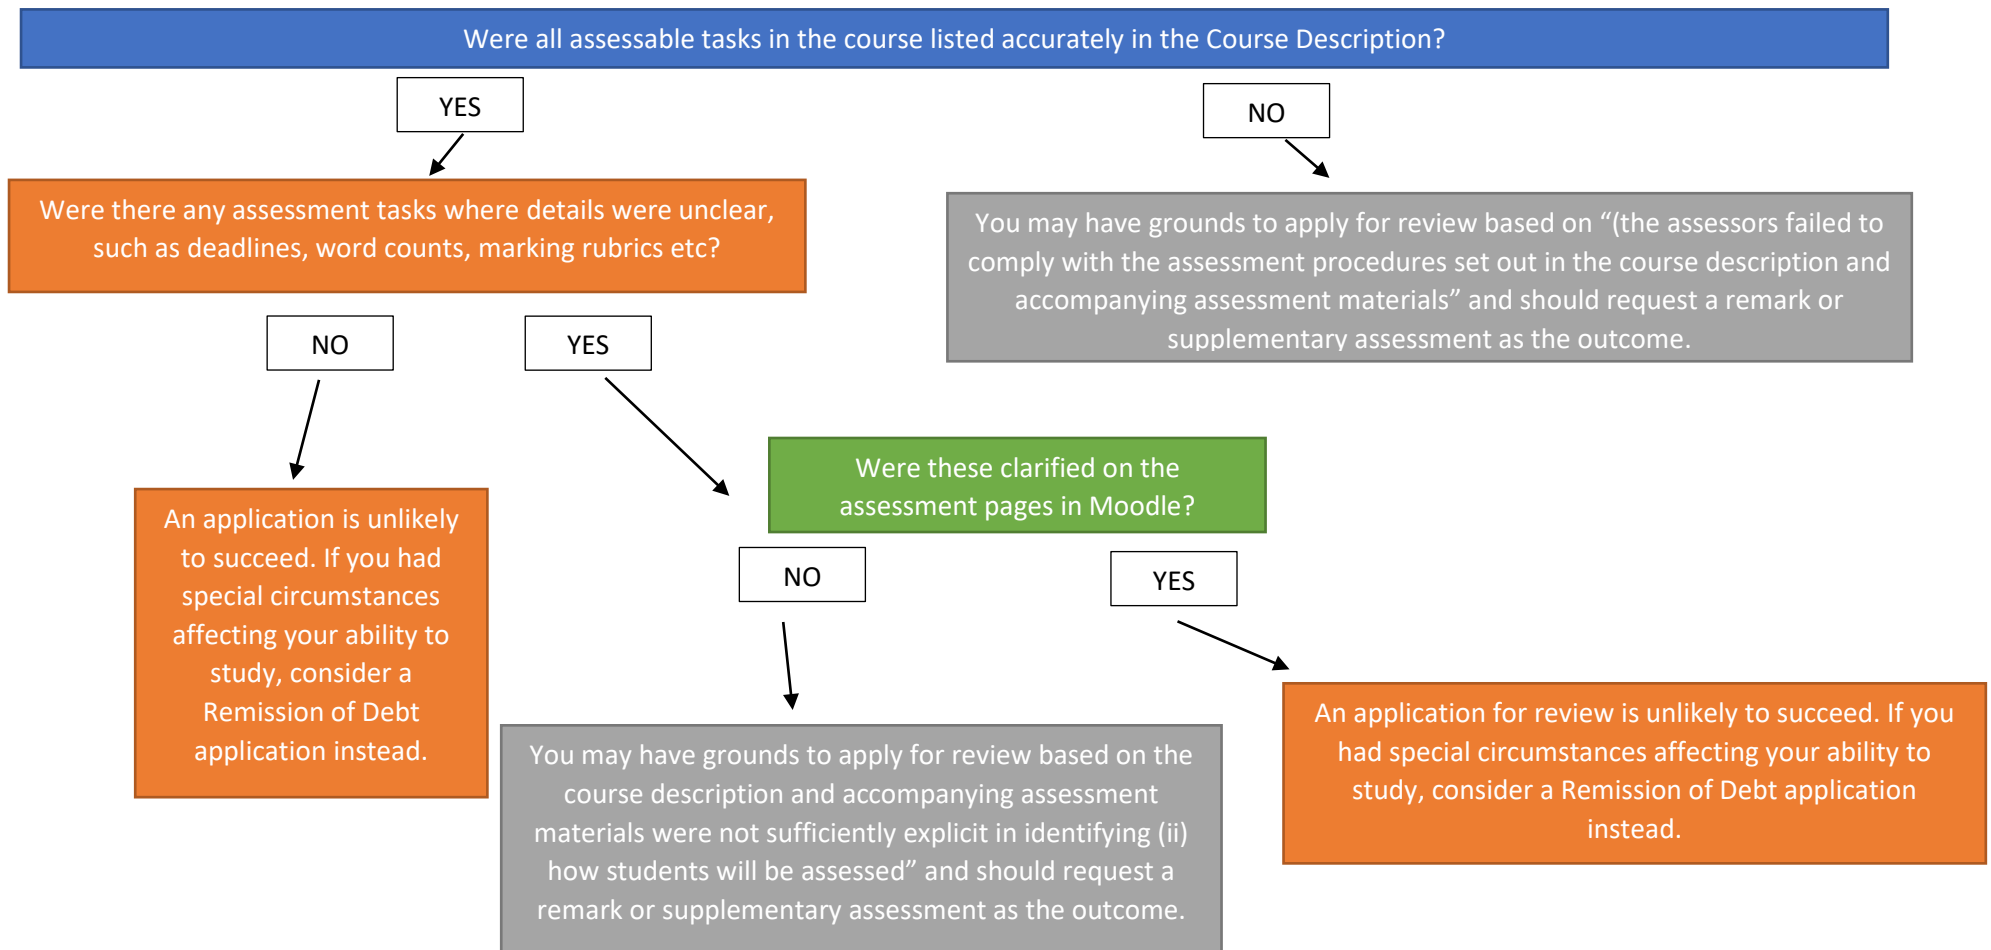 Were all assessable tasks in the course listed accurately in the Course Description?
YES
NO
Were there any assessment tasks where details were unclear,
such as deadlines, word counts, marking rubrics etc?
You may have grounds to apply for review based on “(the assessors failed to
comply with the assessment procedures set out in the course description and
accompanying assessment materials” and should request a remark or
supplementary assessment as the outcome.
NO
YES
Were these clarified on the
assessment pages in Moodle?
An application is unlikely
to succeed. If you had
special circumstances
affecting your ability to
study, consider a
Remission of Debt
application instead.
NO
YES
You may have grounds to apply for review based on the
course description and accompanying assessment
materials were not sufficiently explicit in identifying (ii)
how students will be assessed” and should request a
remark or supplementary assessment as the outcome.
An application for review is unlikely to succeed. If you
had special circumstances affecting your ability to
study, consider a Remission of Debt application
instead.